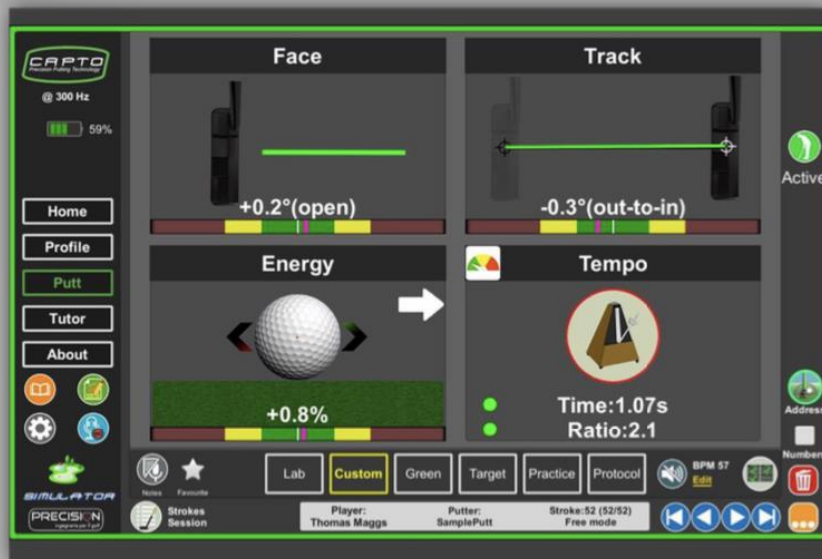 CAPTO
Precision Putting Technology
@ 300 Hz
59%
Home
Profile
Putt
Tutor
About
SIMULATOR
PRECISION
Face
+0.2°(open)
Track
-0.3°(out-to-in)
Energy
+0.8%
Tempo
Time:1.07s
Ratio:2.1
Notes
Favourite
Lab
Custom
Green
Target
Practice
Protocol
BPM 57
Edit
Strokes
Session
Player:
Thomas Maggs
Putter:
SamplePutt
Stroke:52 (52/52)
Free mode
Active
Address
Number